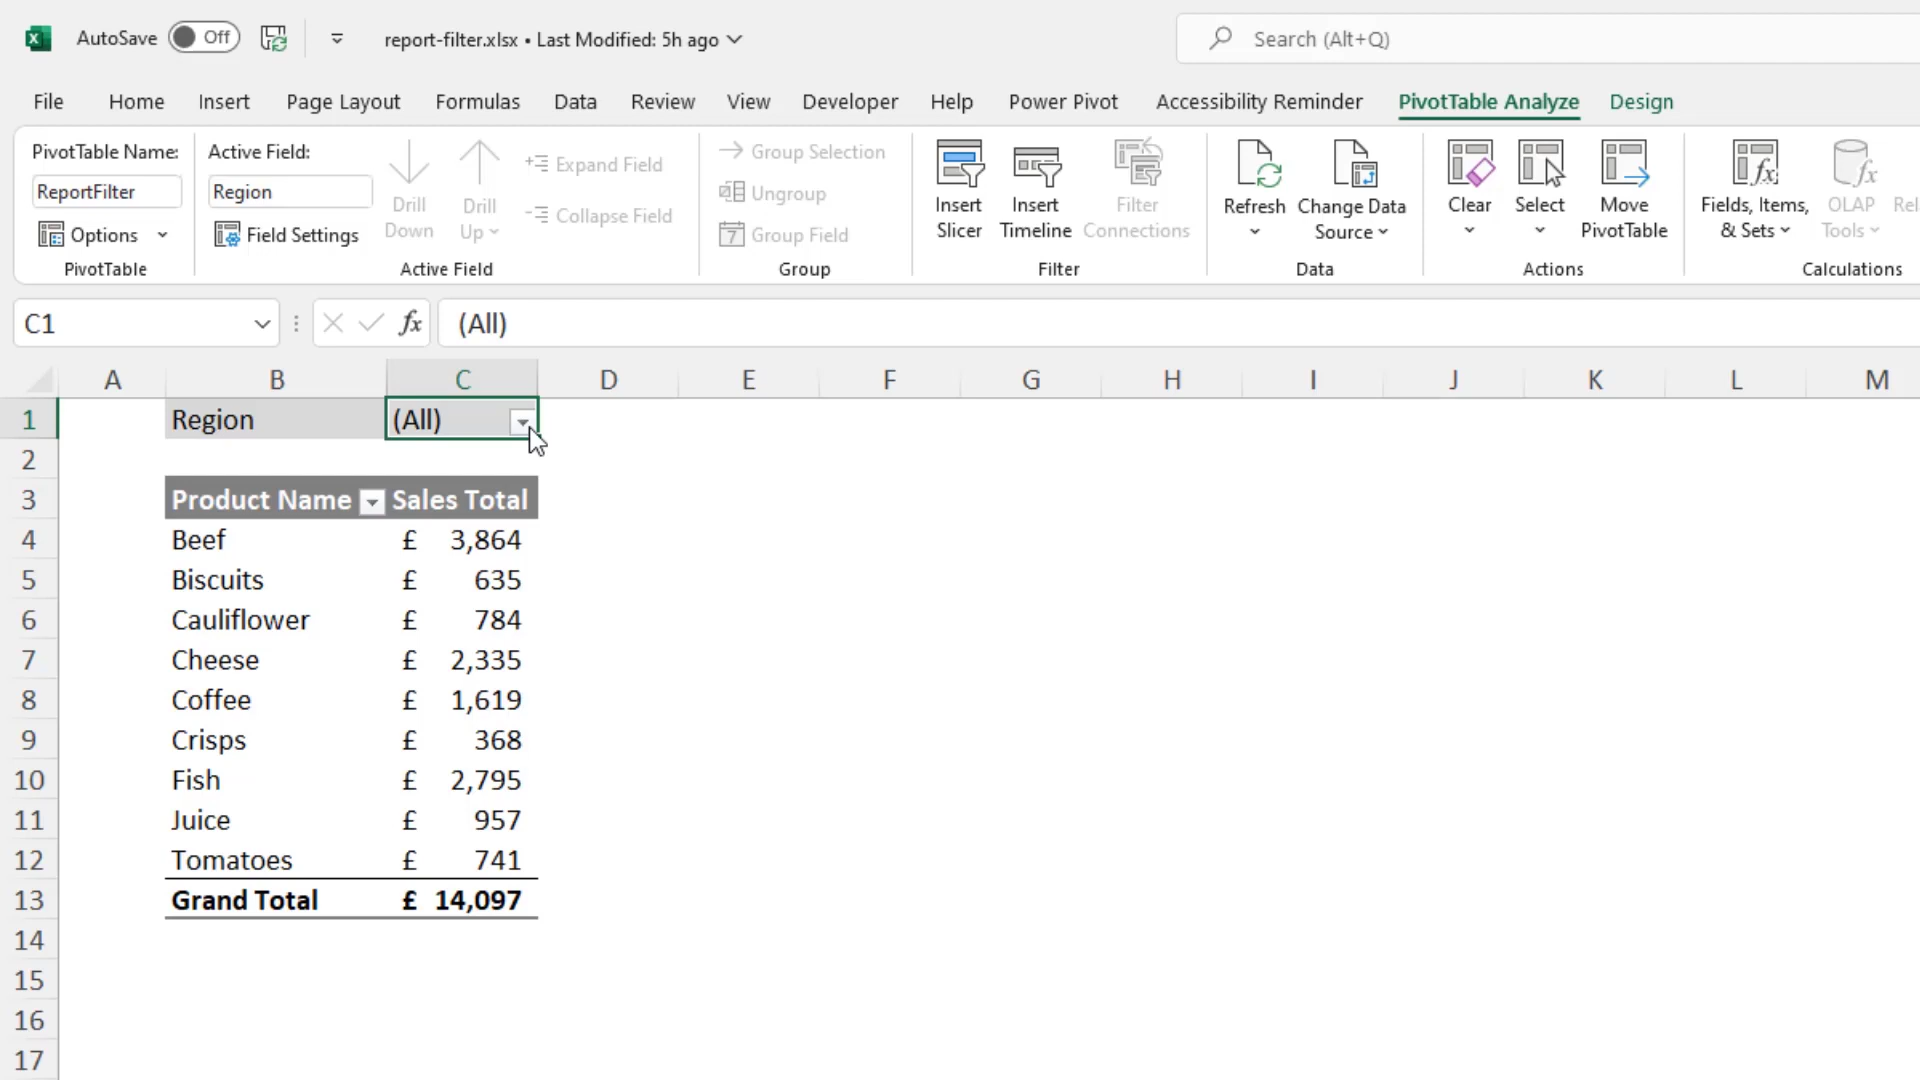 AutoSave Off report-filter.xlsx • Last Modified: 5h ago Search (Alt+Q)
File Home Insert Page Layout Formulas Data Review View Developer Help Power Pivot Accessibility Reminder PivotTable Analyze Design
PivotTable Name:
ReportFilter
Options
PivotTable
Active Field:
Region
Field Settings
Drill
Down
Drill
Up
Expand Field
Collapse Field
Active Field
Group Selection
Ungroup
7 Group Field
Group
Insert
Slicer
Insert
Timeline
Filter
Connections
Filter
Refresh
Change Data
Source
Data
Clear
Select
Move
PivotTable
Actions
Fields, Items,
& Sets
OLAP
Tools
Rel
Calculations
C1 fx (All)
A B C D E F G H I J K L M
1 Region (All)
2
3 Product Name Sales Total
4 Beef £ 3,864
5 Biscuits £ 635
6 Cauliflower £ 784
7 Cheese £ 2,335
8 Coffee £ 1,619
9 Crisps £ 368
10 Fish £ 2,795
11 Juice £ 957
12 Tomatoes £ 741
13 Grand Total £ 14,097
14
15
16
17